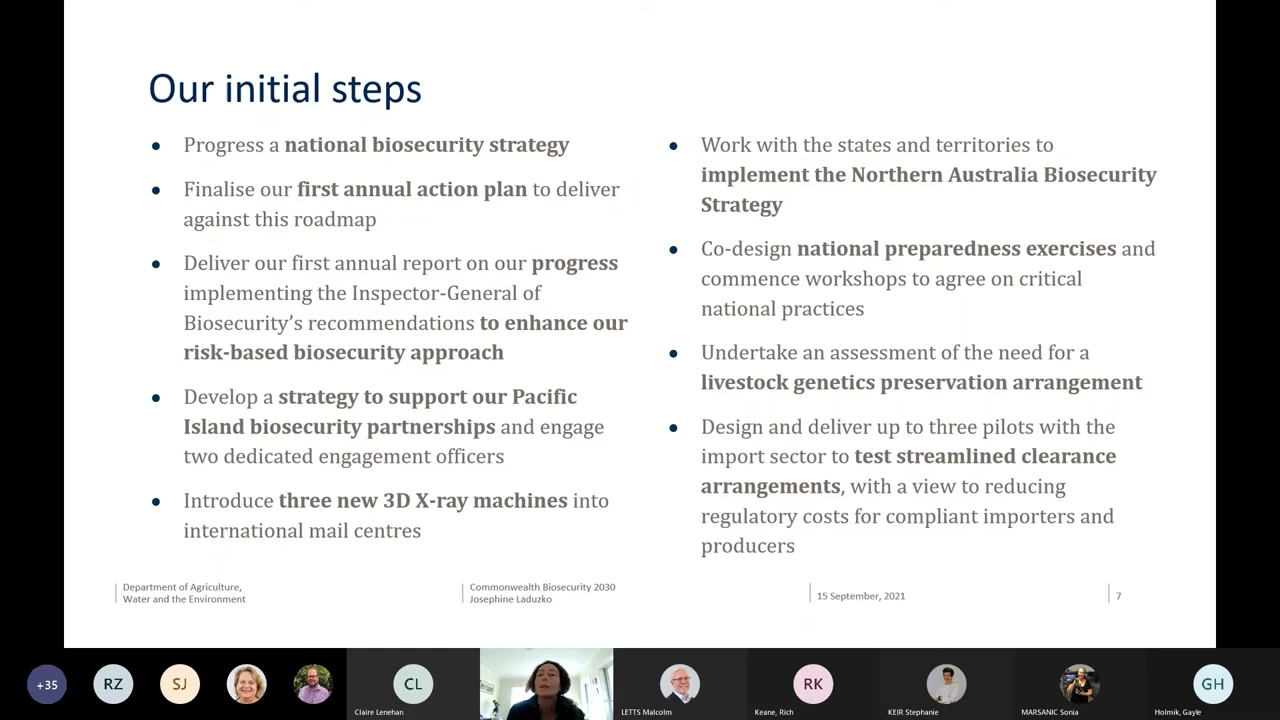 Our initial steps
• Progress a national biosecurity strategy
• Finalise our first annual action plan to deliver
against this roadmap
• Deliver our first annual report on our progress
implementing the Inspector-General of
Biosecurity's recommendations to enhance our
risk-based biosecurity approach
• Develop a strategy to support our Pacific
Island biosecurity partnerships and engage
two dedicated engagement officers
• Introduce three new 3D X-ray machines into
international mail centres
• Work with the states and territories to
implement the Northern Australia Biosecurity
Strategy
• Co-design national preparedness exercises and
commence workshops to agree on critical
national practices
• Undertake an assessment of the need for a
livestock genetics preservation arrangement
• Design and deliver up to three pilots with the
import sector to test streamlined clearance
arrangements, with a view to reducing
regulatory costs for compliant importers and
producers
Department of Agriculture,
Water and the Environment
Commonwealth Biosecurity 2030
Josephine Laduzko
15 September, 2021
7
+35
RZ
SJ
CL
Claire Lenehan
LETTS Malcolm
RK
Keane, Rich
KEIR Stephanie
MARSANIC Sonia
GH
Holmik, Gayle